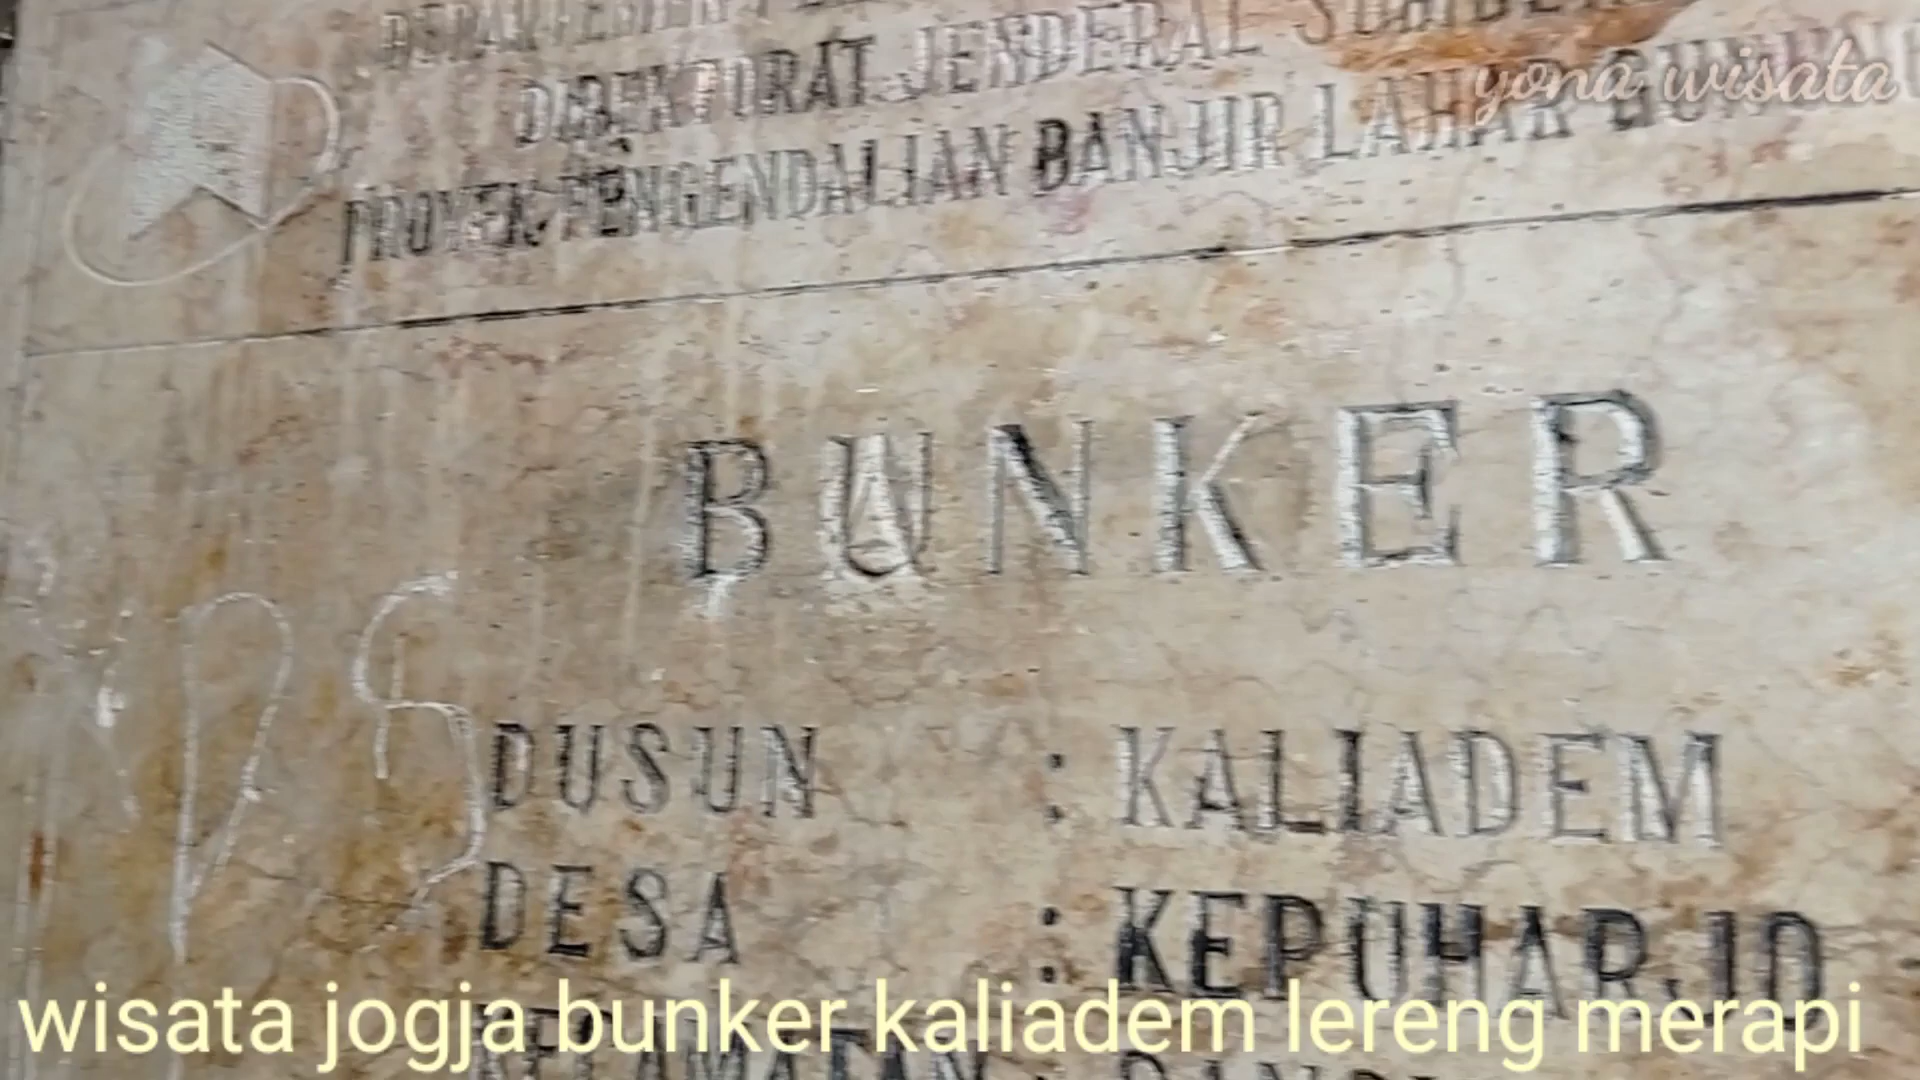 DIREKTORAT JENDERAL
yona wisata
PROYEK PENGENDALIAN BANJIR LAHAR
BUNKER
DUSUN : KALIADEM
DESA : KEPUHARJO
wisata jogja bunker kaliadem lereng merapi